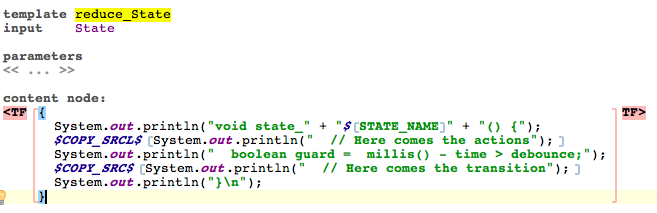 template reduce_State
input State
parameters
<< ... >>
content node:
<TF { TF>
System.out.println("void state_" + "$[STATE_NAME]" + "() {");
$COPY_SRCL$ [System.out.println("  // Here comes the actions"); ]
System.out.println("  boolean guard =  millis() - time > debounce;");
$COPY_SRC$ [System.out.println("  // Here comes the transition"); ]
System.out.println("}\n");
}